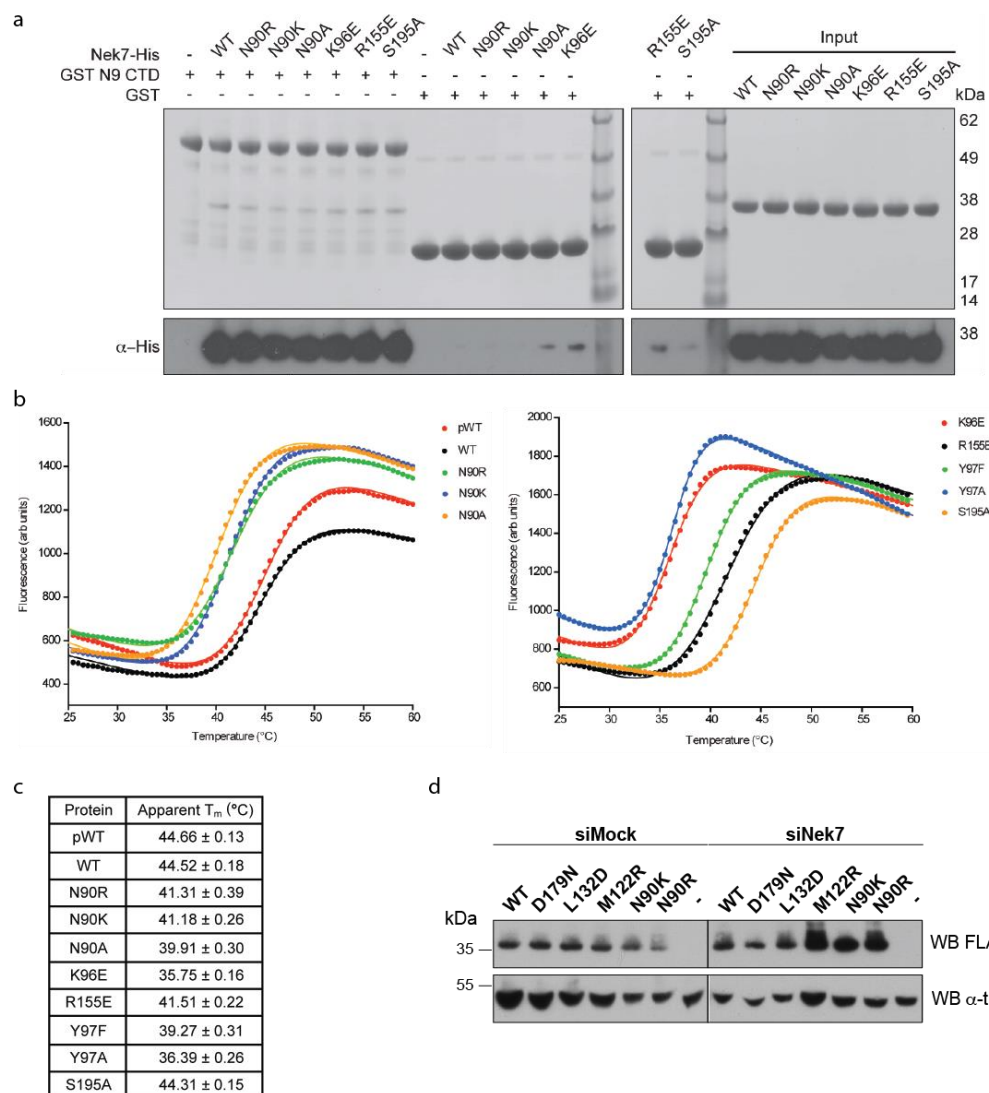 a
Nek7-His - WT N90R N90K N90A K96E R155E S195A - WT N90R N90K N90A K96E R155E S195A Input
GST N9 CTD + + + + + + + + - - - - - - - -
GST - - - - - - - - + + + + + + + + WT N90R N90K N90A K96E R155E S195A kDa
62
49
38
28
17
14
α–His 38
b
1600
1400
1200
1000
800
600
400
Fluorescence (arb units)
25 30 35 40 45 50 55 60
Temperature (°C)
pWT
WT
N90R
N90K
N90A
2000
1800
1600
1400
1200
1000
800
600
Fluorescence (arb units)
25 30 35 40 45 50 55 60
Temperature (°C)
K96E
R155E
Y97F
Y97A
S195A
c
Protein Apparent Tm (°C)
pWT 44.66 ± 0.13
WT 44.52 ± 0.18
N90R 41.31 ± 0.39
N90K 41.18 ± 0.26
N90A 39.91 ± 0.30
K96E 35.75 ± 0.16
R155E 41.51 ± 0.22
Y97F 39.27 ± 0.31
Y97A 36.39 ± 0.26
S195A 44.31 ± 0.15
d
siMock siNek7
WT D179N L132D M122R N90K N90R - WT D179N L132D M122R N90K N90R -
kDa
35 WB FLA
55
WB α-t